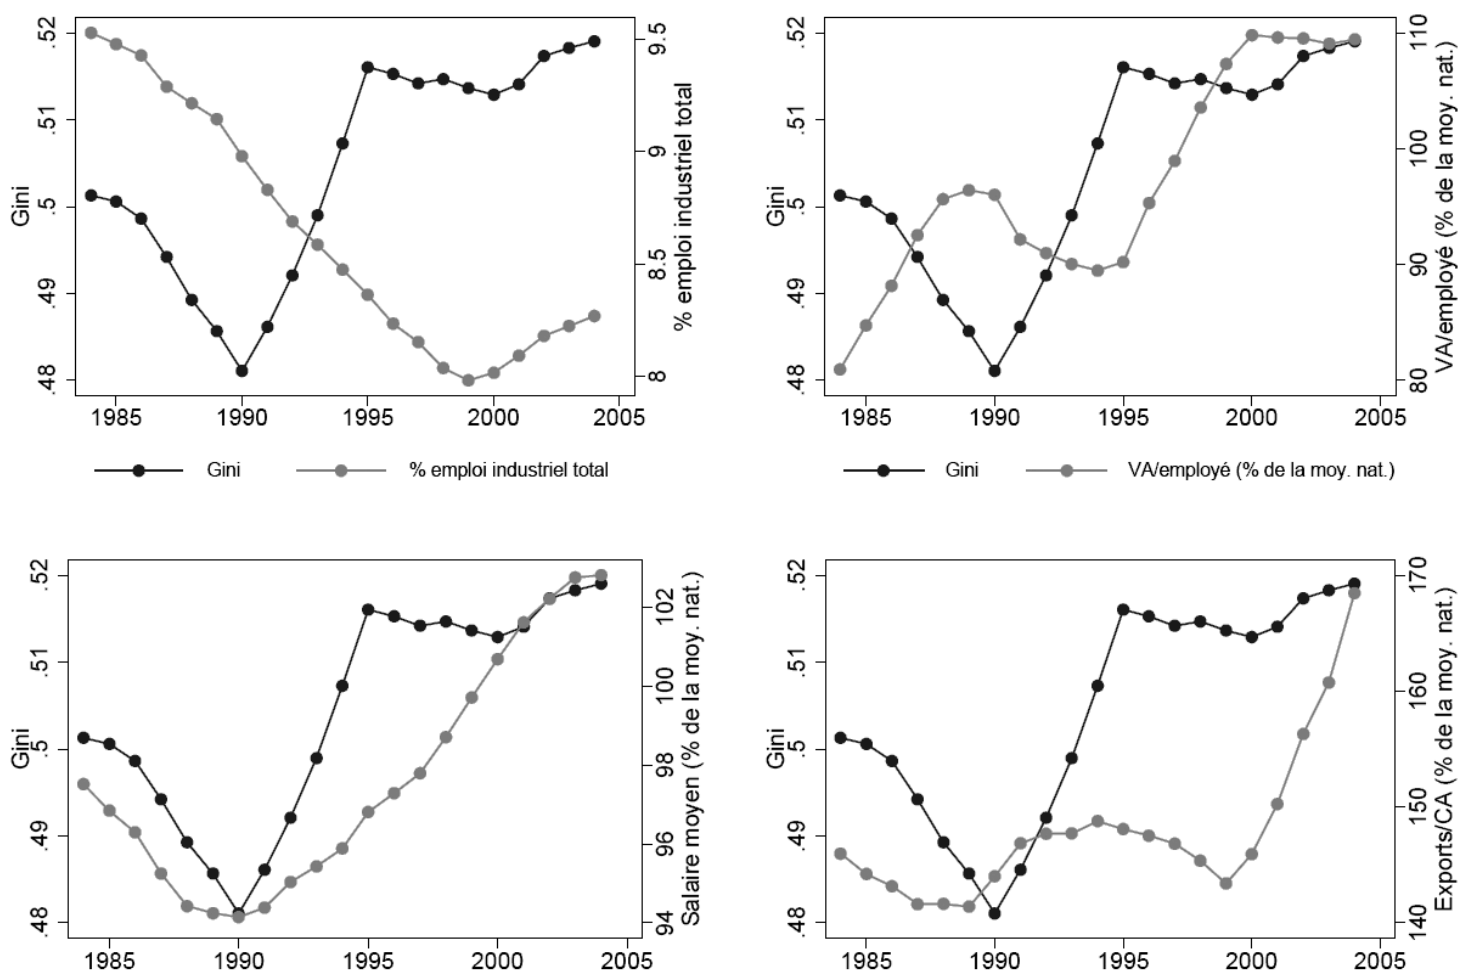 .52
.51
.5
.49
.48
Gini
9.5
9
8.5
8
% emploi industriel total
1985 1990 1995 2000 2005
Gini % emploi industriel total
.52
.51
.5
.49
.48
Gini
110
100
90
80
VA/employé (% de la moy. nat.)
1985 1990 1995 2000 2005
Gini VA/employé (% de la moy. nat.)
.52
.51
.5
.49
.48
Gini
102
100
98
96
94
Salaire moyen (% de la moy. nat.)
1985 1990 1995 2000 2005
.52
.51
.5
.49
.48
Gini
170
160
150
140
Exports/CA (% de la moy. nat.)
1985 1990 1995 2000 2005